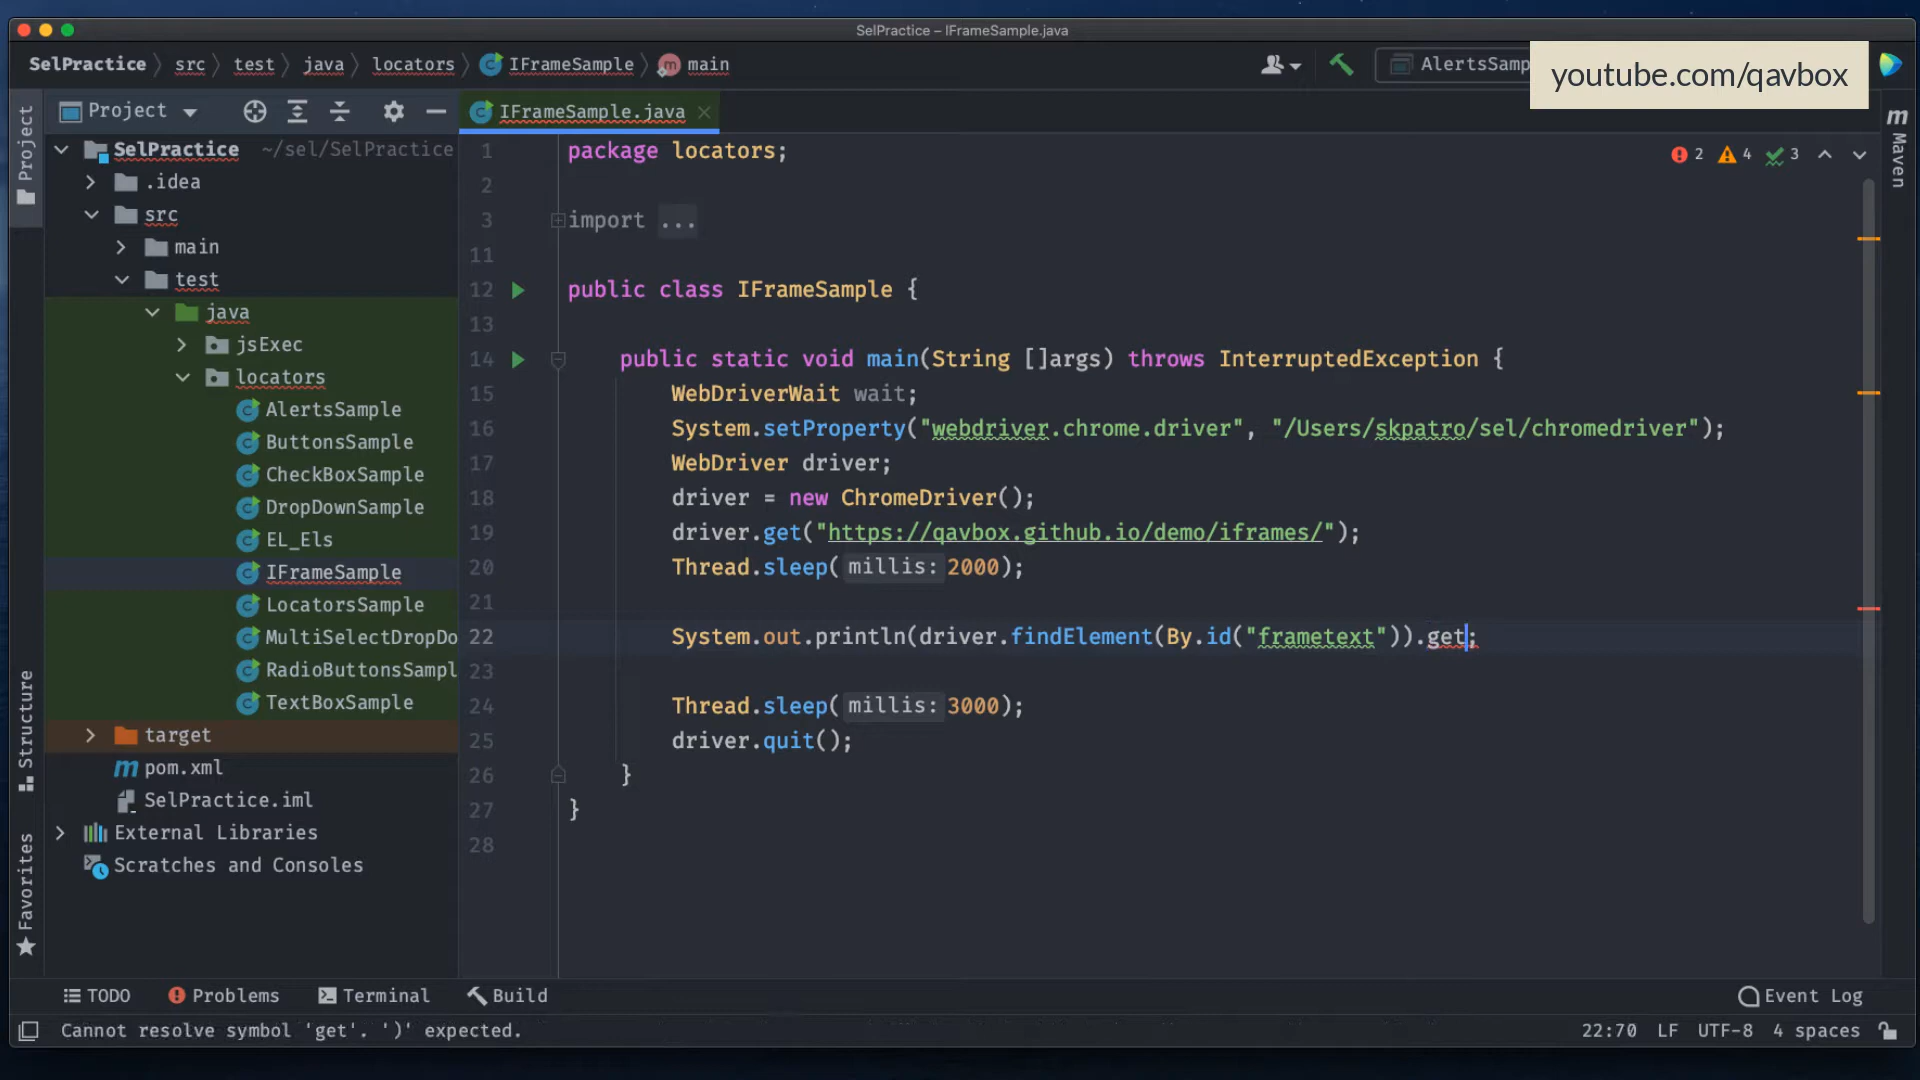 SelPractice – IFrameSample.java
SelPractice src test java locators IFrameSample main
AlertsSamp
youtube.com/qavbox
Project
IFrameSample.java
2 4 3
Project
Structure
Favorites
Maven
SelPractice ~/sel/SelPractice
.idea
src
main
test
java
jsExec
locators
AlertsSample
ButtonsSample
CheckBoxSample
DropDownSample
EL_Els
IFrameSample
LocatorsSample
MultiSelectDropDo
RadioButtonsSampl
TextBoxSample
target
pom.xml
SelPractice.iml
External Libraries
Scratches and Consoles
1 package locators;
2
3 import ...
11
12 public class IFrameSample {
13
14 public static void main(String []args) throws InterruptedException {
15 WebDriverWait wait;
16 System.setProperty("webdriver.chrome.driver", "/Users/skpatro/sel/chromedriver");
17 WebDriver driver;
18 driver = new ChromeDriver();
19 driver.get("https://qavbox.github.io/demo/iframes/");
20 Thread.sleep( millis: 2000);
21
22 System.out.println(driver.findElement(By.id("frametext")).get;
23
24 Thread.sleep( millis: 3000);
25 driver.quit();
26 }
27 }
28
TODO Problems Terminal Build Event Log
Cannot resolve symbol 'get'. ')' expected. 22:70 LF UTF-8 4 spaces